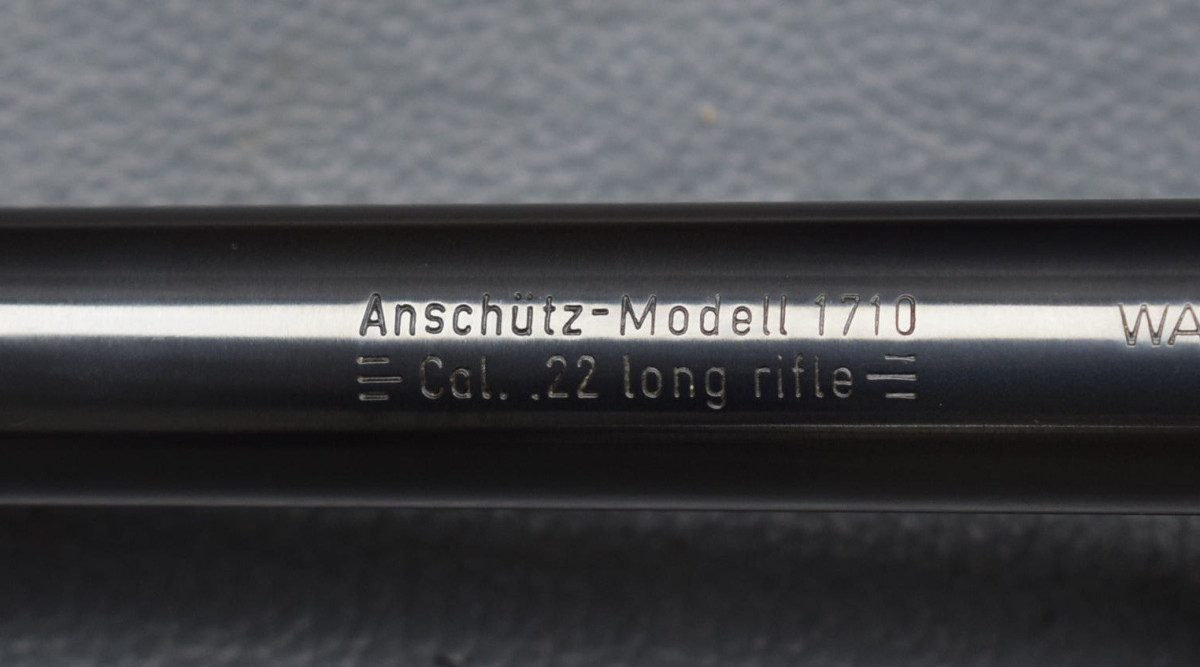 Anschütz-Modell 1710
Cal. .22 long rifle